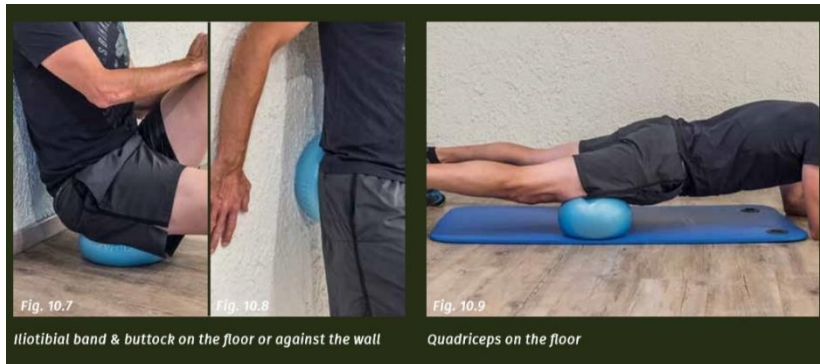 Fig. 10.7
Fig. 10.8
Fig. 10.9
Iliotibial band & buttock on the floor or against the wall
Quadriceps on the floor